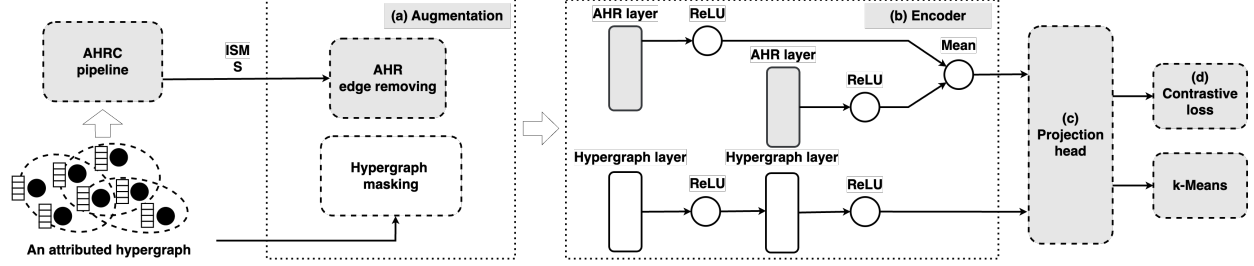 AHRC
pipeline
ISM
S
(a) Augmentation
AHR
edge removing
Hypergraph
masking
An attributed hypergraph
(b) Encoder
AHR layer
ReLU
AHR layer
ReLU
Mean
Hypergraph layer
ReLU
Hypergraph layer
ReLU
(c)
Projection
head
(d)
Contrastive
loss
k-Means